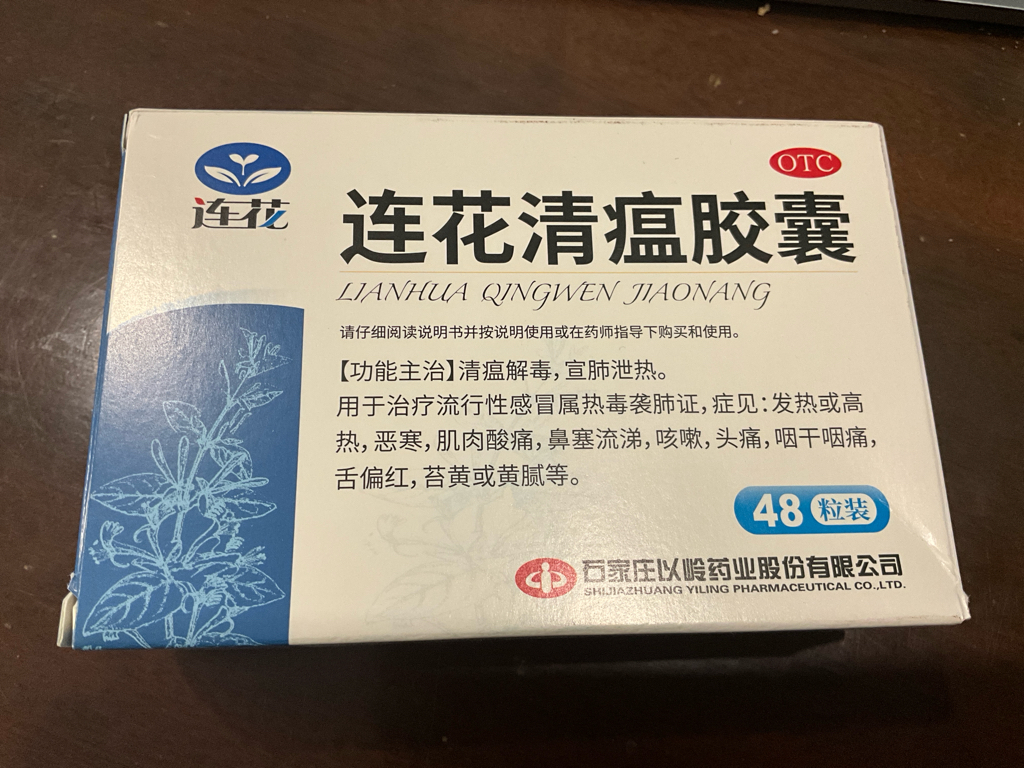 连花
OTC
连花清瘟胶囊
LIANHUA QINGWEN JIAONANG
请仔细阅读说明书并按说明使用或在药师指导下购买和使用。
【功能主治】清瘟解毒，宣肺泄热。
用于治疗流行性感冒属热毒袭肺证，症见：发热或高
热，恶寒，肌肉酸痛，鼻塞流涕，咳嗽，头痛，咽干咽痛，
舌偏红，苔黄或黄腻等。
48 粒装
石家庄以岭药业股份有限公司
SHIJIAZHUANG YILING PHARMACEUTICAL CO.,LTD.